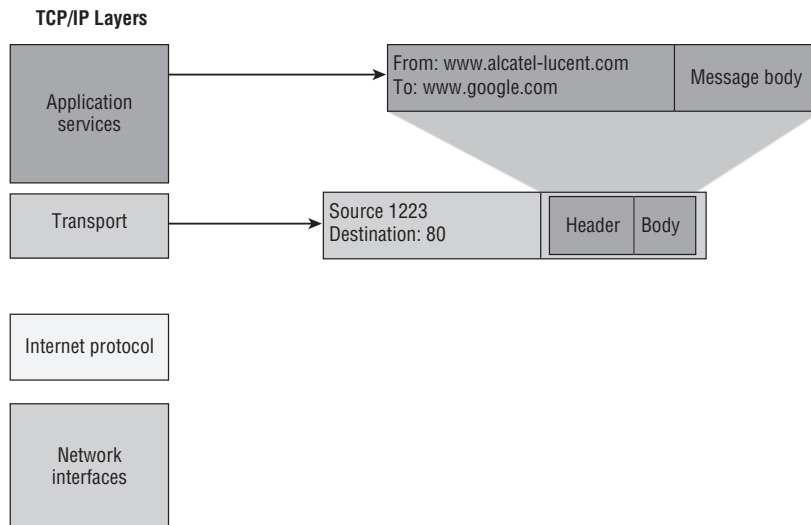 TCP/IP Layers
Application
services
From: www.alcatel-lucent.com
To: www.google.com
Message body
Transport
Source 1223
Destination: 80
Header
Body
Internet protocol
Network
interfaces